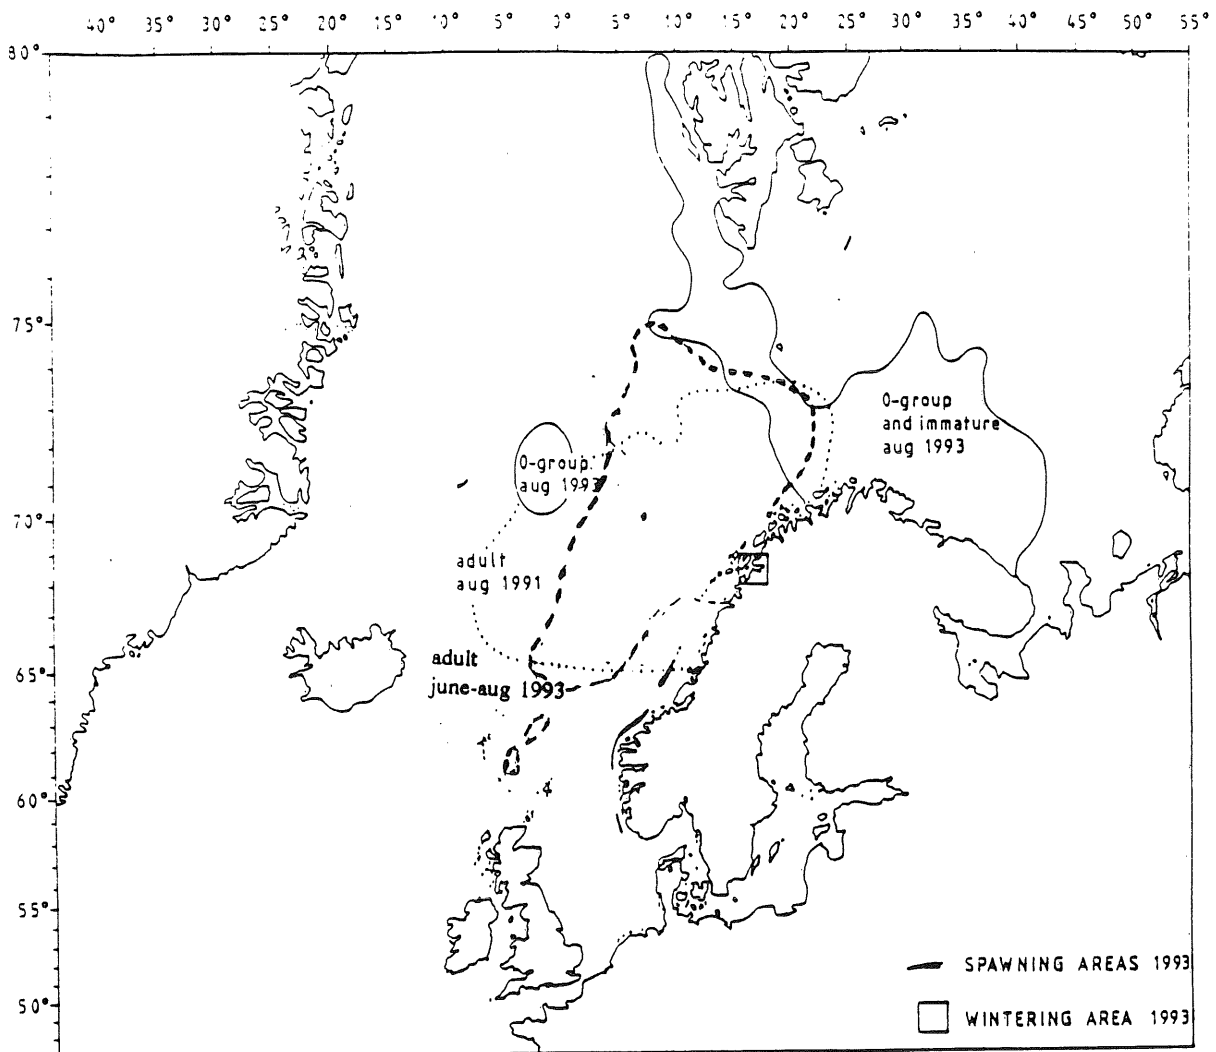 40° 35° 30° 25° 20° 15° 10° 5° 0° 5° 10° 15° 20° 25° 30° 35° 40° 45° 50° 55°
80°
75°
0-group
and immature
aug 1993
0-group
aug 1993
70°
adult
aug 1991
adult
65°
june-aug 1993
60°
55°
SPAWNING AREAS 1993
50°
WINTERING AREA 1993